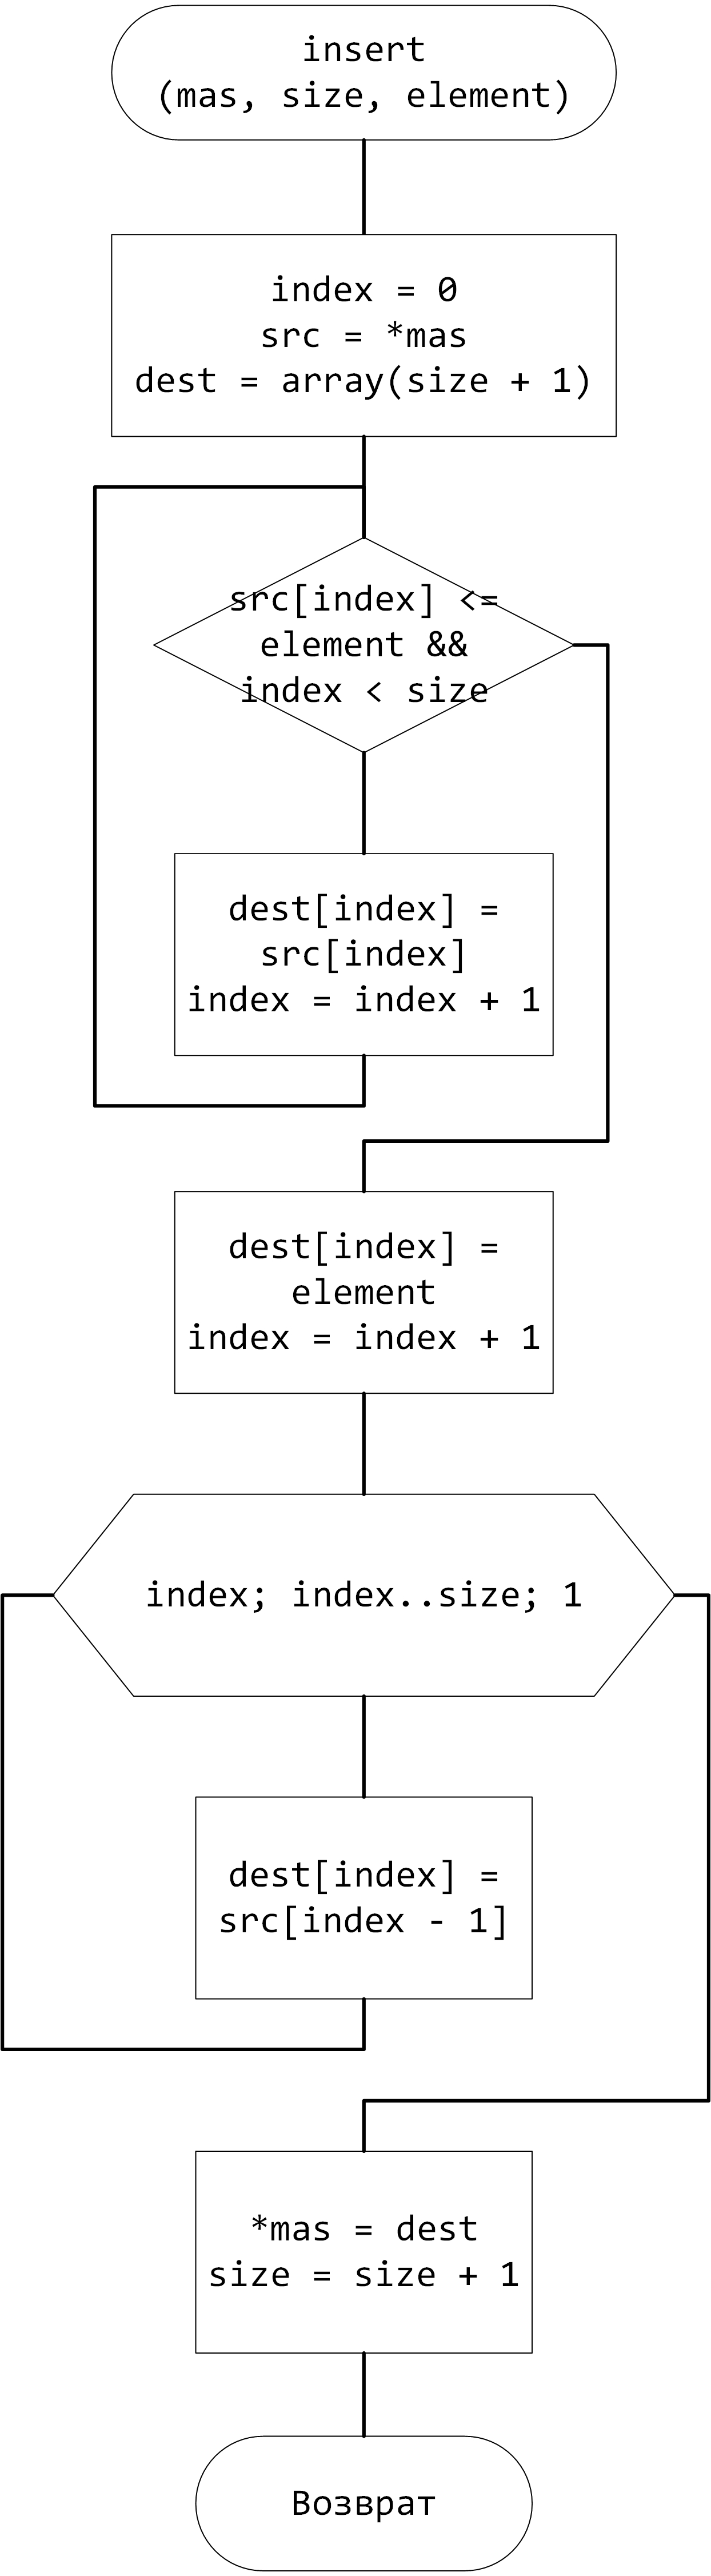 insert
(mas, size, element)
index = 0
src = *mas
dest = array(size + 1)
src[index] <=
element &&
index < size
dest[index] =
src[index]
index = index + 1
dest[index] =
element
index = index + 1
index; index..size; 1
dest[index] =
src[index - 1]
*mas = dest
size = size + 1
Возврат